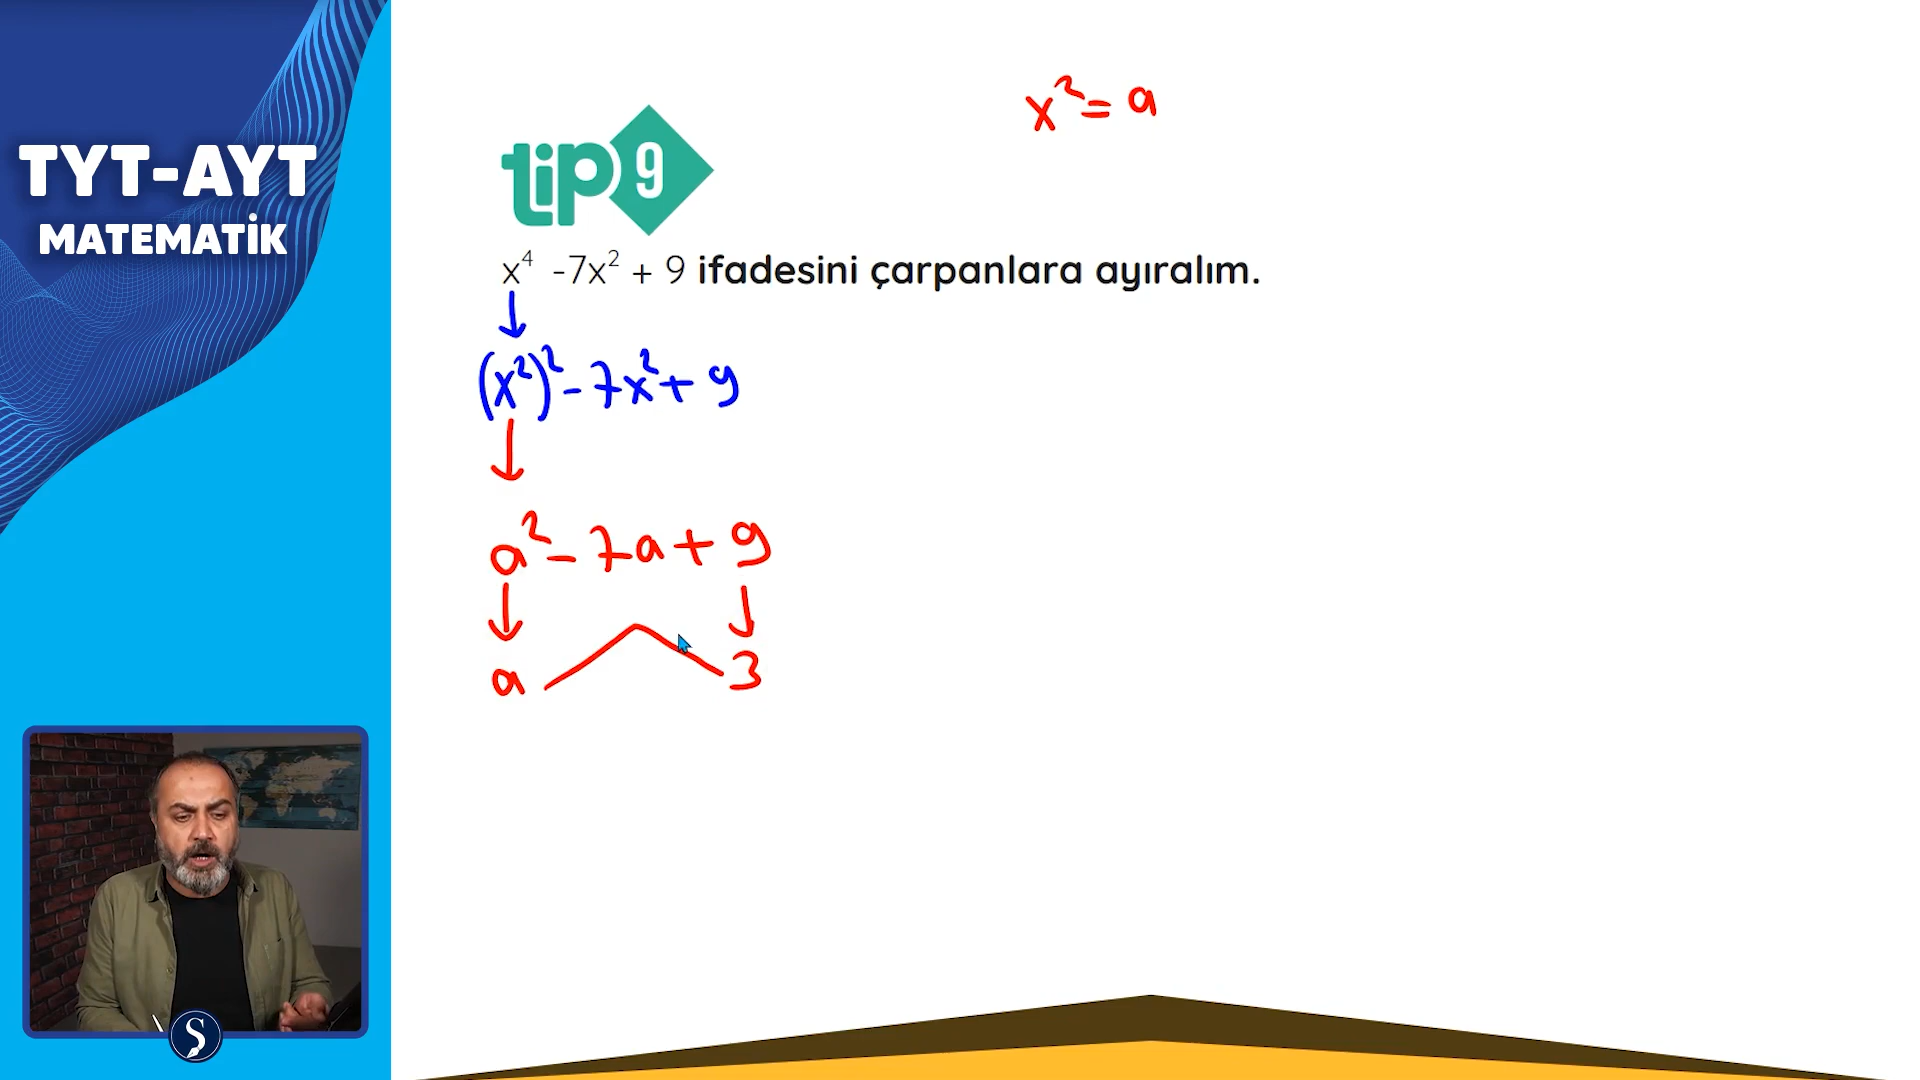 TYT-AYT
MATEMATİK
x² = a
tip 9
x⁴ -7x² + 9 ifadesini çarpanlara ayıralım.
(x²)² - 7x² + 9
a² - 7a + 9
a 3
S